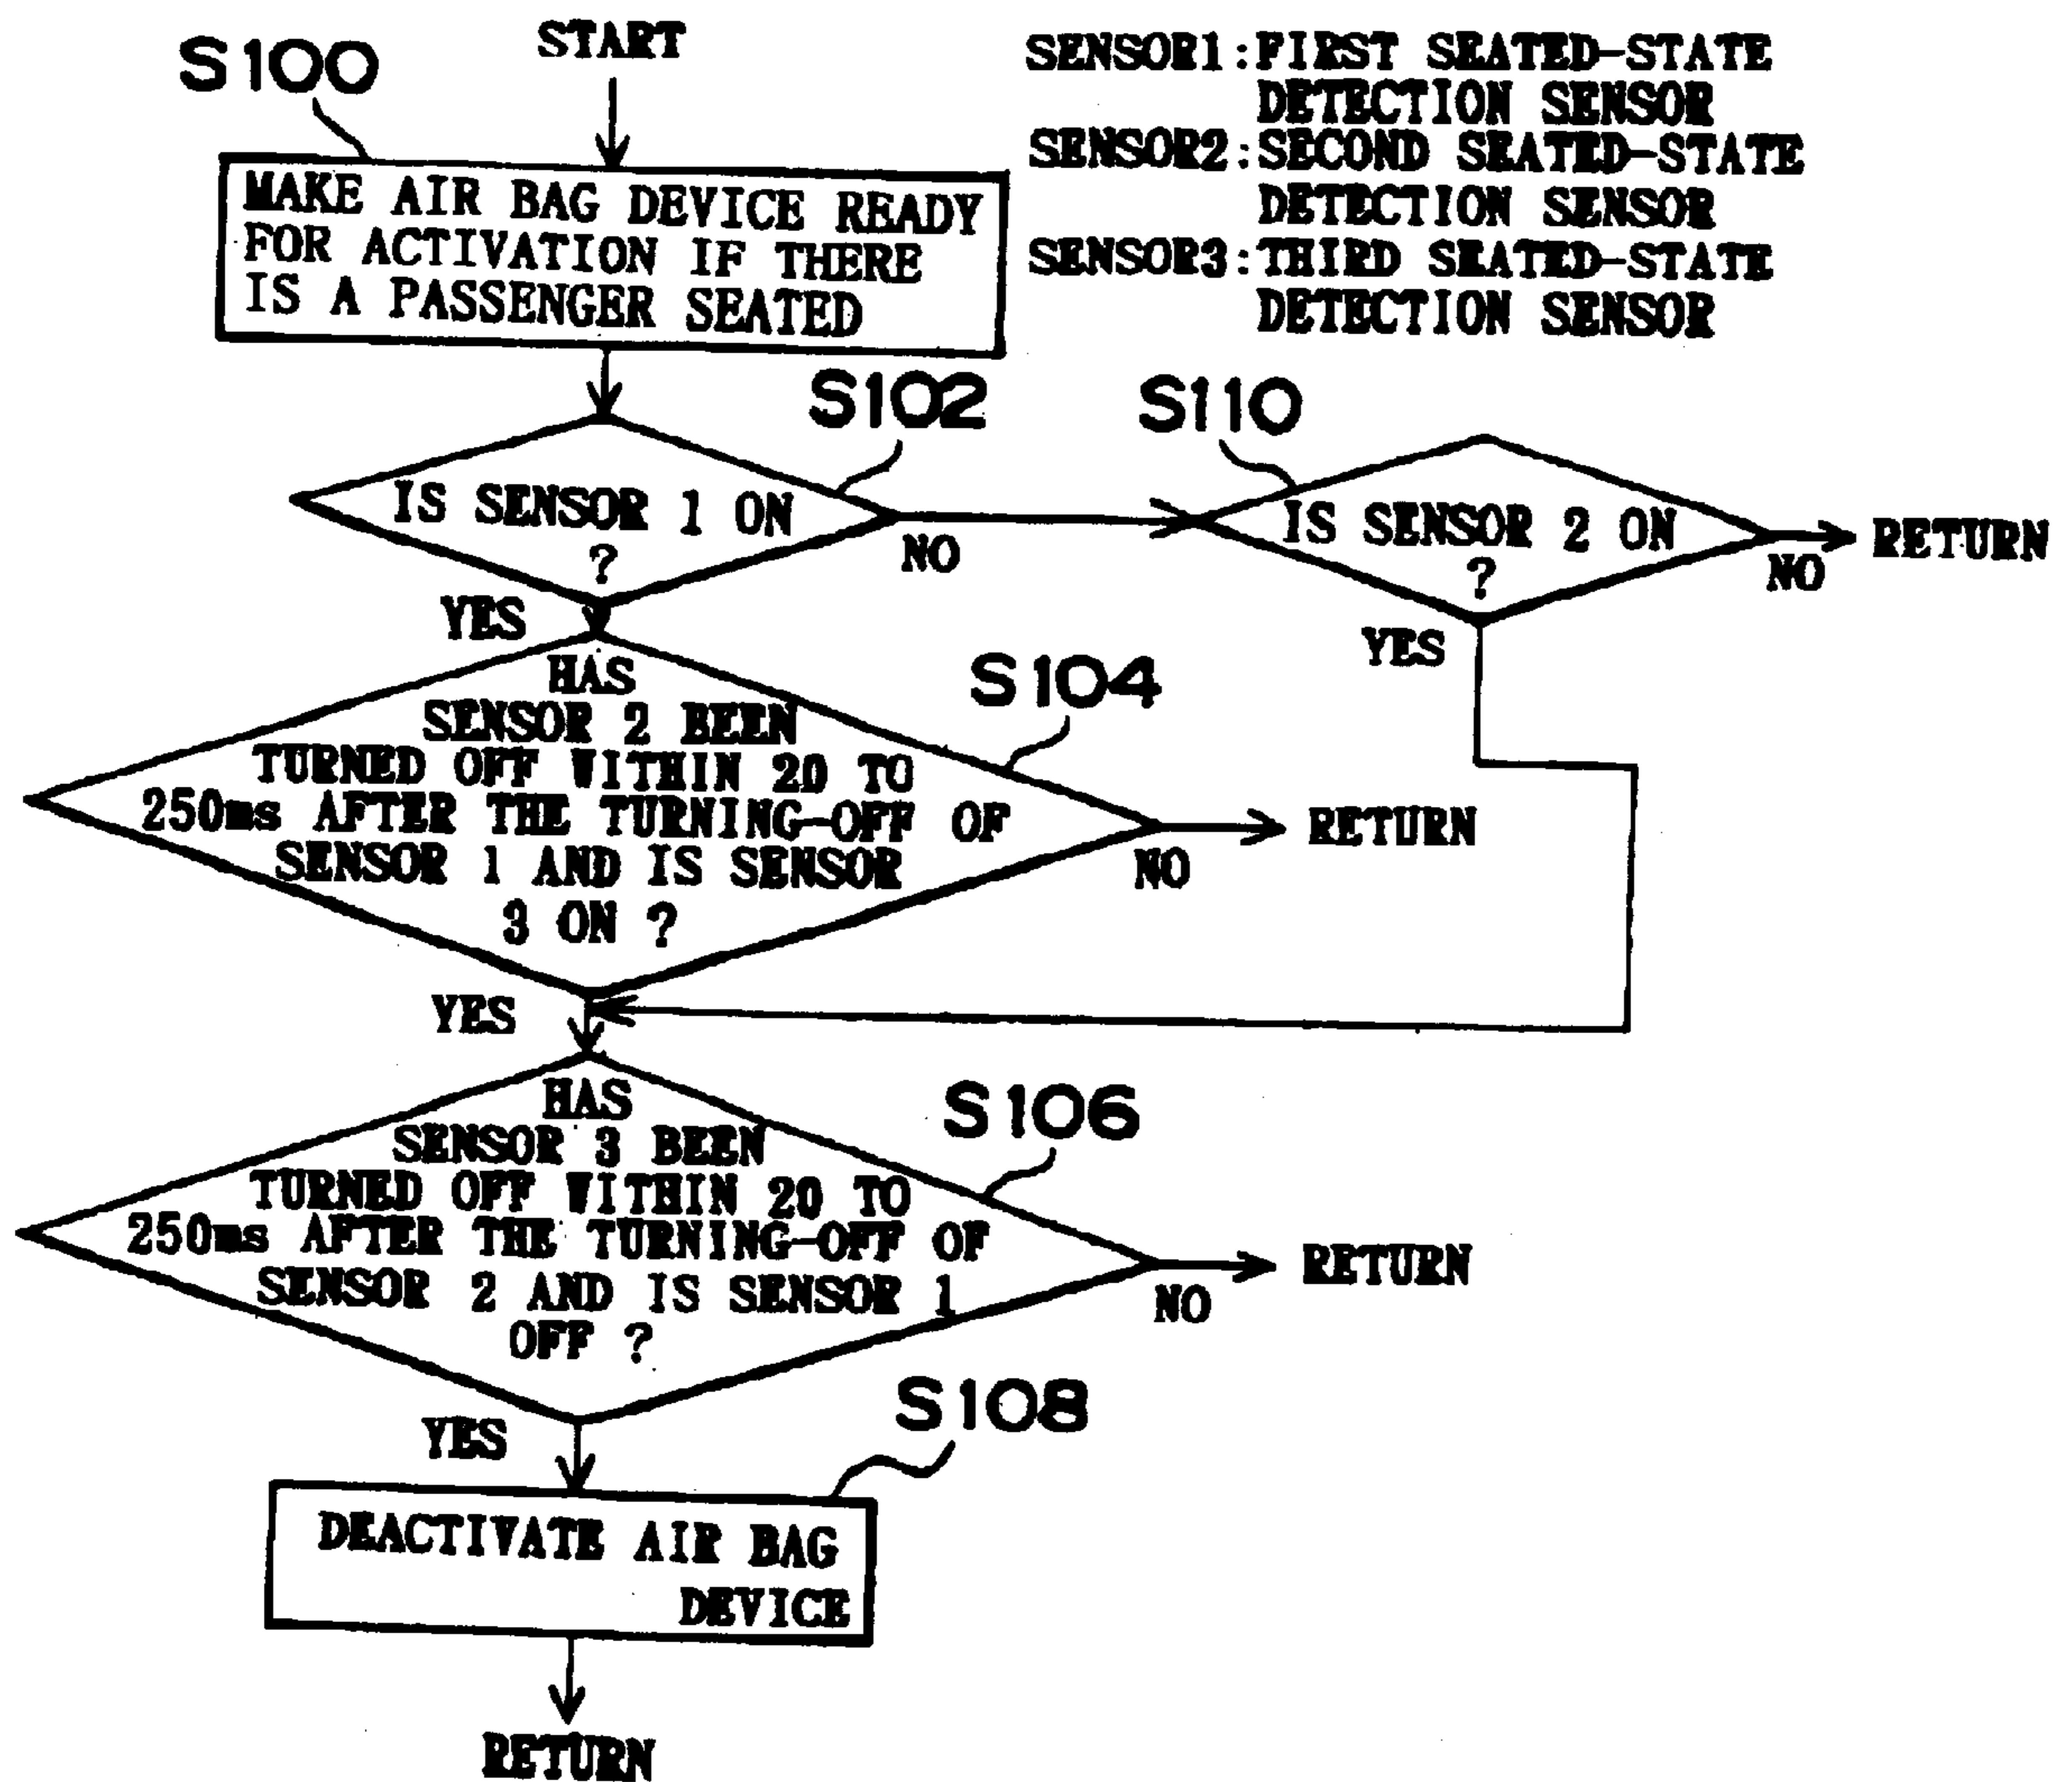 S100
START
SENSOR1:FIRST SEATED-STATE
DETECTION SENSOR
SENSOR2:SECOND SEATED-STATE
DETECTION SENSOR
SENSOR3:THIRD SEATED-STATE
DETECTION SENSOR
MAKE AIR BAG DEVICE READY
FOR ACTIVATION IF THERE
IS A PASSENGER SEATED
S102
S110
IS SENSOR 1 ON
?
NO
YES
IS SENSOR 2 ON
?
NO
RETURN
YES
S104
HAS
SENSOR 2 BEEN
TURNED OFF WITHIN 20 TO
250ms AFTER THE TURNING-OFF OF
SENSOR 1 AND IS SENSOR
3 ON ?
NO
RETURN
YES
S106
HAS
SENSOR 3 BEEN
TURNED OFF WITHIN 20 TO
250ms AFTER THE TURNING-OFF OF
SENSOR 2 AND IS SENSOR 1
OFF ?
NO
RETURN
YES
S108
DEACTIVATE AIR BAG
DEVICE
RETURN